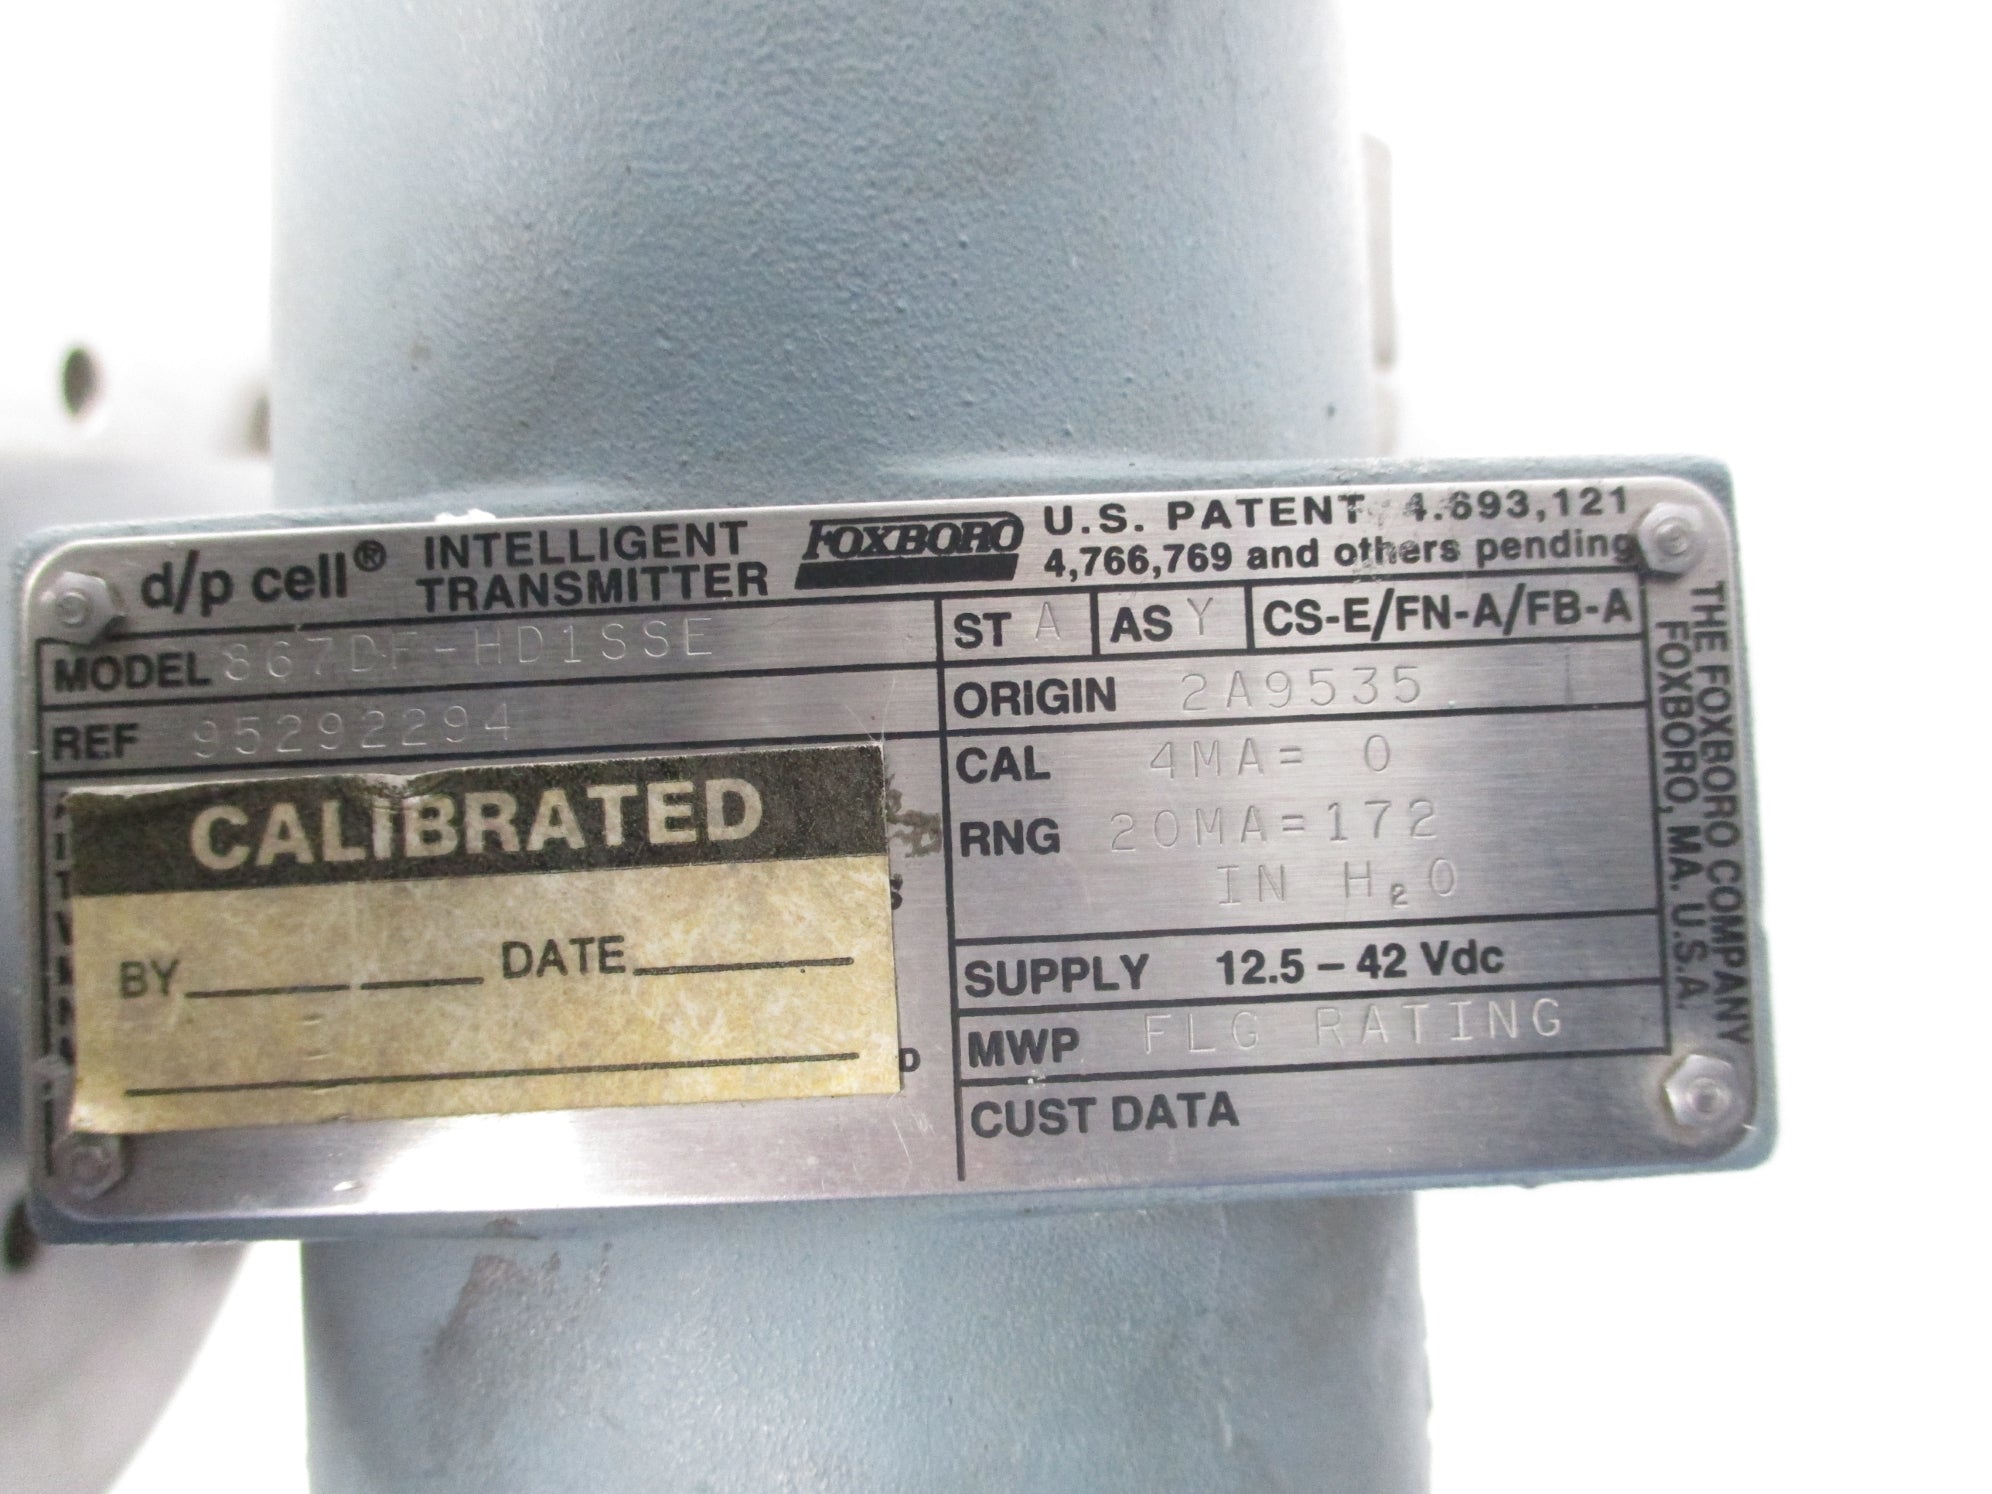 d/p cell® INTELLIGENT TRANSMITTER
FOXBORO
U.S. PATENT 4.693,121
4,766,769 and others pending
MODEL 867DF-HD1SSE
ST A
AS Y
CS-E/FN-A/FB-A
REF 95292294
ORIGIN 2A9535
CAL 4MA= 0
RNG 20MA=172
IN H₂O
SUPPLY 12.5 – 42 Vdc
MWP FLG RATING
CUST DATA
CALIBRATED
BY DATE
THE FOXBORO COMPANY
FOXBORO, MA. U.S.A.